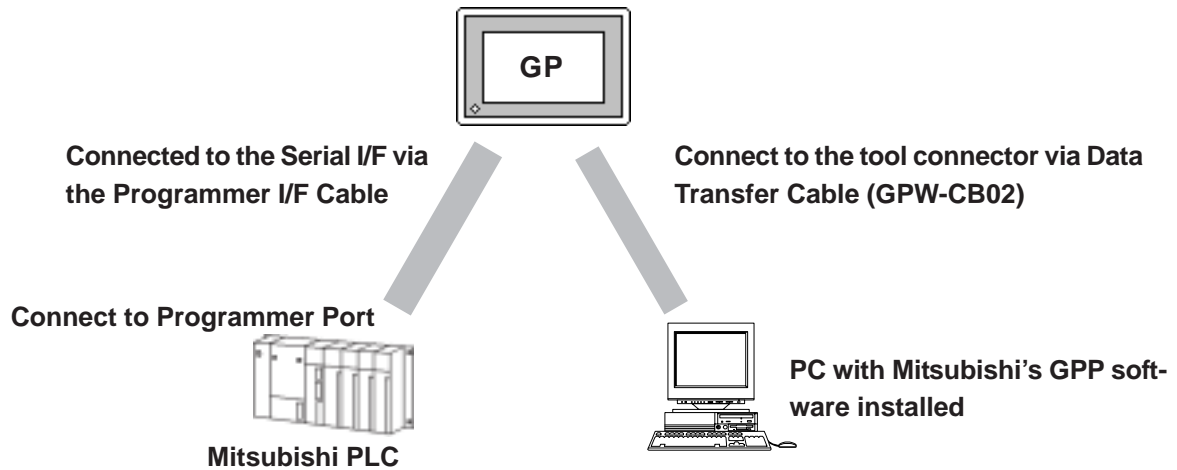 GP
Connected to the Serial I/F via
the Programmer I/F Cable
Connect to the tool connector via Data
Transfer Cable (GPW-CB02)
Connect to Programmer Port
Mitsubishi PLC
PC with Mitsubishi’s GPP soft-
ware installed